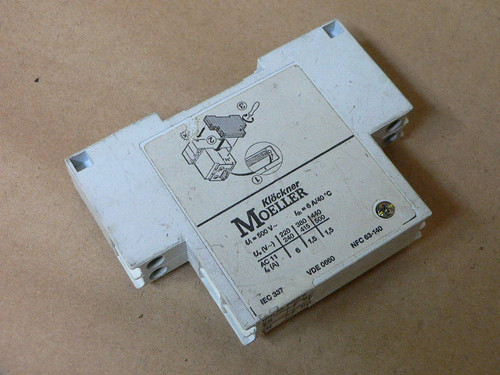 Klöckner
MOELLER
Ui = 500 V~ Ith = 6 A/40 °C
Ue (V~) 220 380 440
240 415 500
AC 11
Ie (A) 6 1,5 1,5
IEC 337 VDE 0660 NFC 63-140